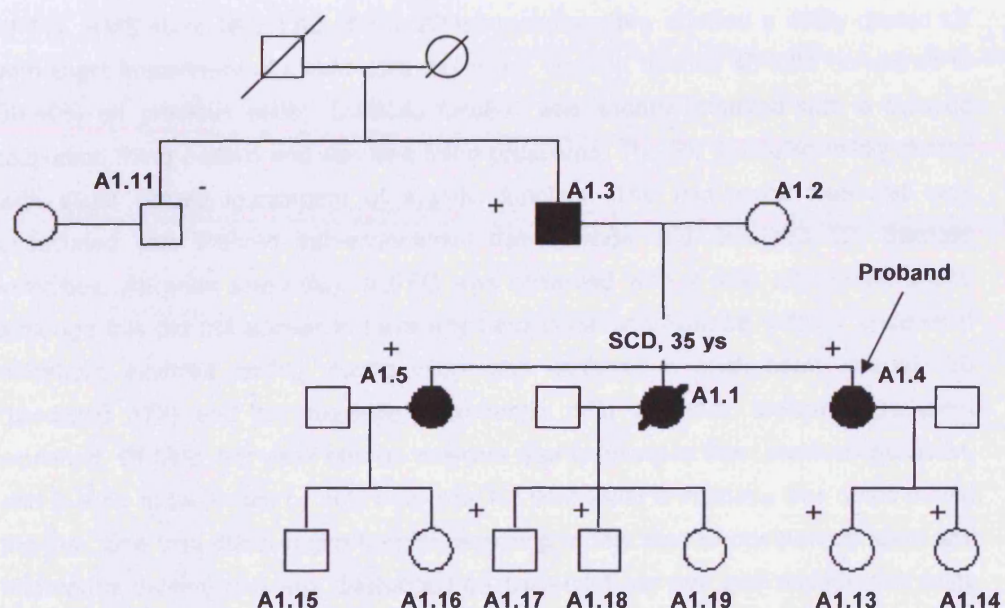 A1.11 - + A1.3 A1.2
Proband
SCD, 35 ys
+ A1.5 A1.1 + A1.4
+ + + +
A1.15 A1.16 A1.17 A1.18 A1.19 A1.13 A1.14